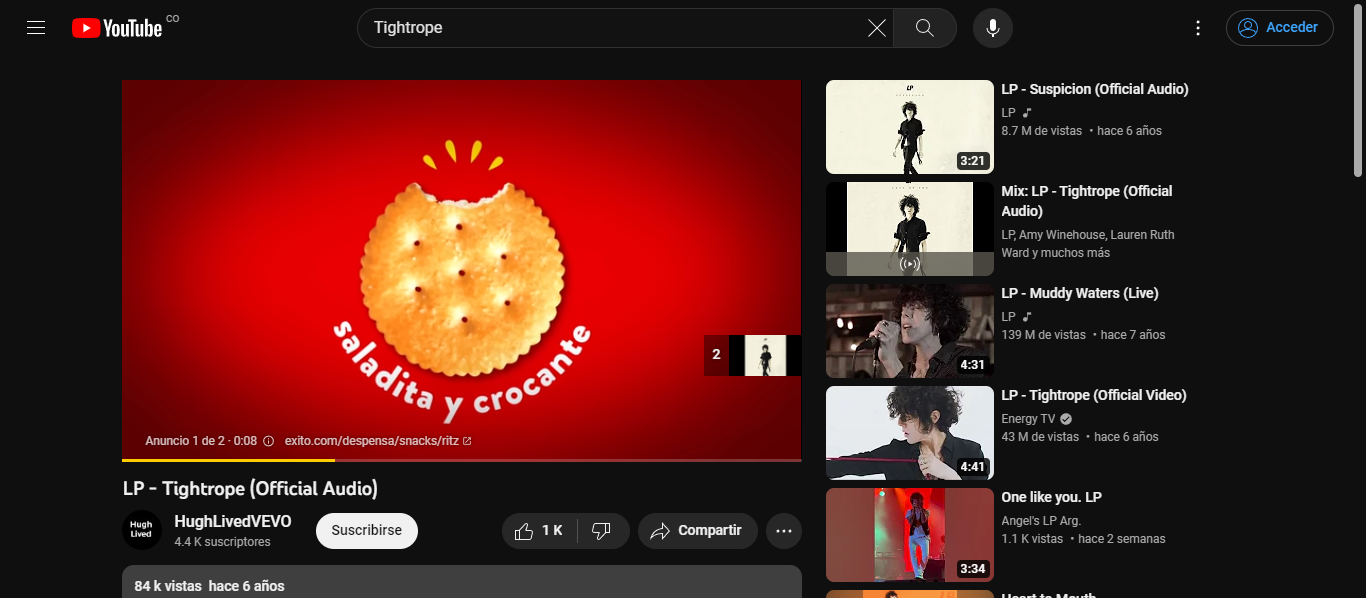 YouTube CO
Tightrope
Acceder
saladita y crocante
2
Anuncio 1 de 2 · 0:08
exito.com/despensa/snacks/ritz
LP - Tightrope (Official Audio)
Hugh
Lived
HughLivedVEVO
4.4 K suscriptores
Suscribirse
1 K
Compartir
84 k vistas hace 6 años
LP
3:21
LP - Suspicion (Official Audio)
LP
8.7 M de vistas • hace 6 años
Mix: LP - Tightrope (Official
Audio)
LP, Amy Winehouse, Lauren Ruth
Ward y muchos más
4:31
LP - Muddy Waters (Live)
LP
139 M de vistas • hace 7 años
4:41
LP - Tightrope (Official Video)
Energy TV
43 M de vistas • hace 6 años
3:34
One like you. LP
Angel's LP Arg.
1.1 K vistas • hace 2 semanas
Heart to Mouth